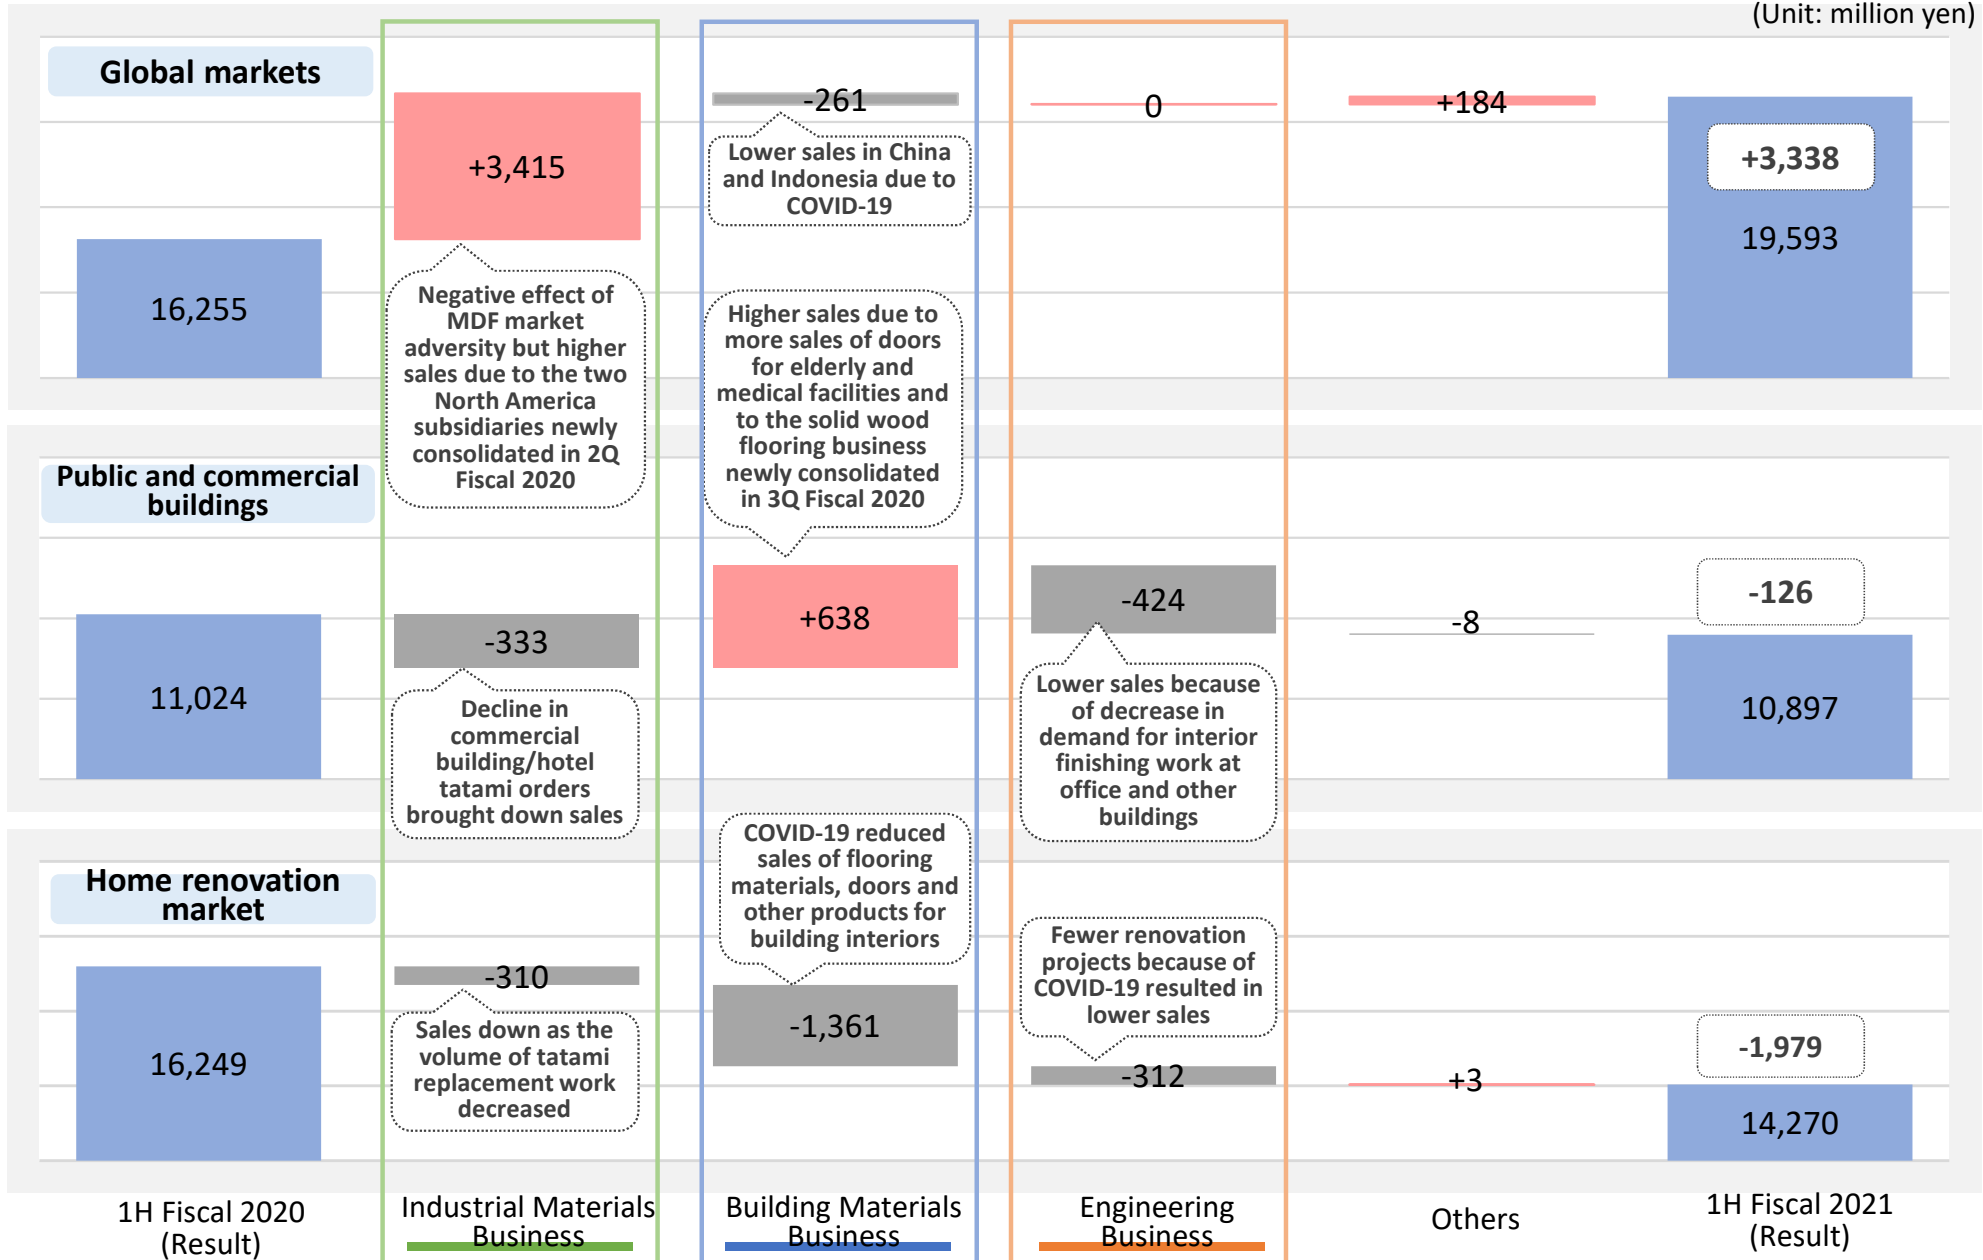 (Unit: million yen)
Global markets
16,255
+3,415
Negative effect of
MDF market
adversity but higher
sales due to the two
North America
subsidiaries newly
consolidated in 2Q
Fiscal 2020
-261
Lower sales in China
and Indonesia due to
COVID-19
0
+184
+3,338
19,593
Public and commercial
buildings
11,024
-333
Decline in
commercial
building/hotel
tatami orders
brought down sales
Higher sales due to
more sales of doors
for elderly and
medical facilities and
to the solid wood
flooring business
newly consolidated
in 3Q Fiscal 2020
+638
-424
Lower sales because
of decrease in
demand for interior
finishing work at
office and other
buildings
-8
-126
10,897
Home renovation
market
16,249
-310
Sales down as the
volume of tatami
replacement work
decreased
COVID-19 reduced
sales of flooring
materials, doors and
other products for
building interiors
-1,361
Fewer renovation
projects because of
COVID-19 resulted in
lower sales
-312
+3
-1,979
14,270
1H Fiscal 2020
(Result)
Industrial Materials
Business
Building Materials
Business
Engineering
Business
Others
1H Fiscal 2021
(Result)